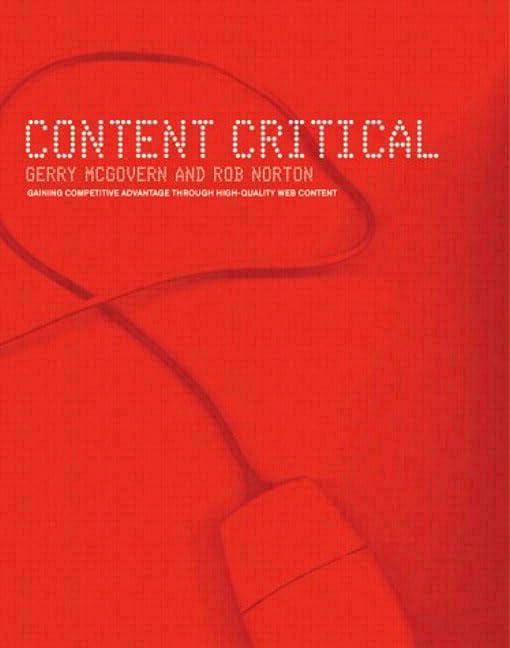 CONTENT CRITICAL
GERRY MCGOVERN AND ROB NORTON
GAINING COMPETITIVE ADVANTAGE THROUGH HIGH-QUALITY WEB CONTENT